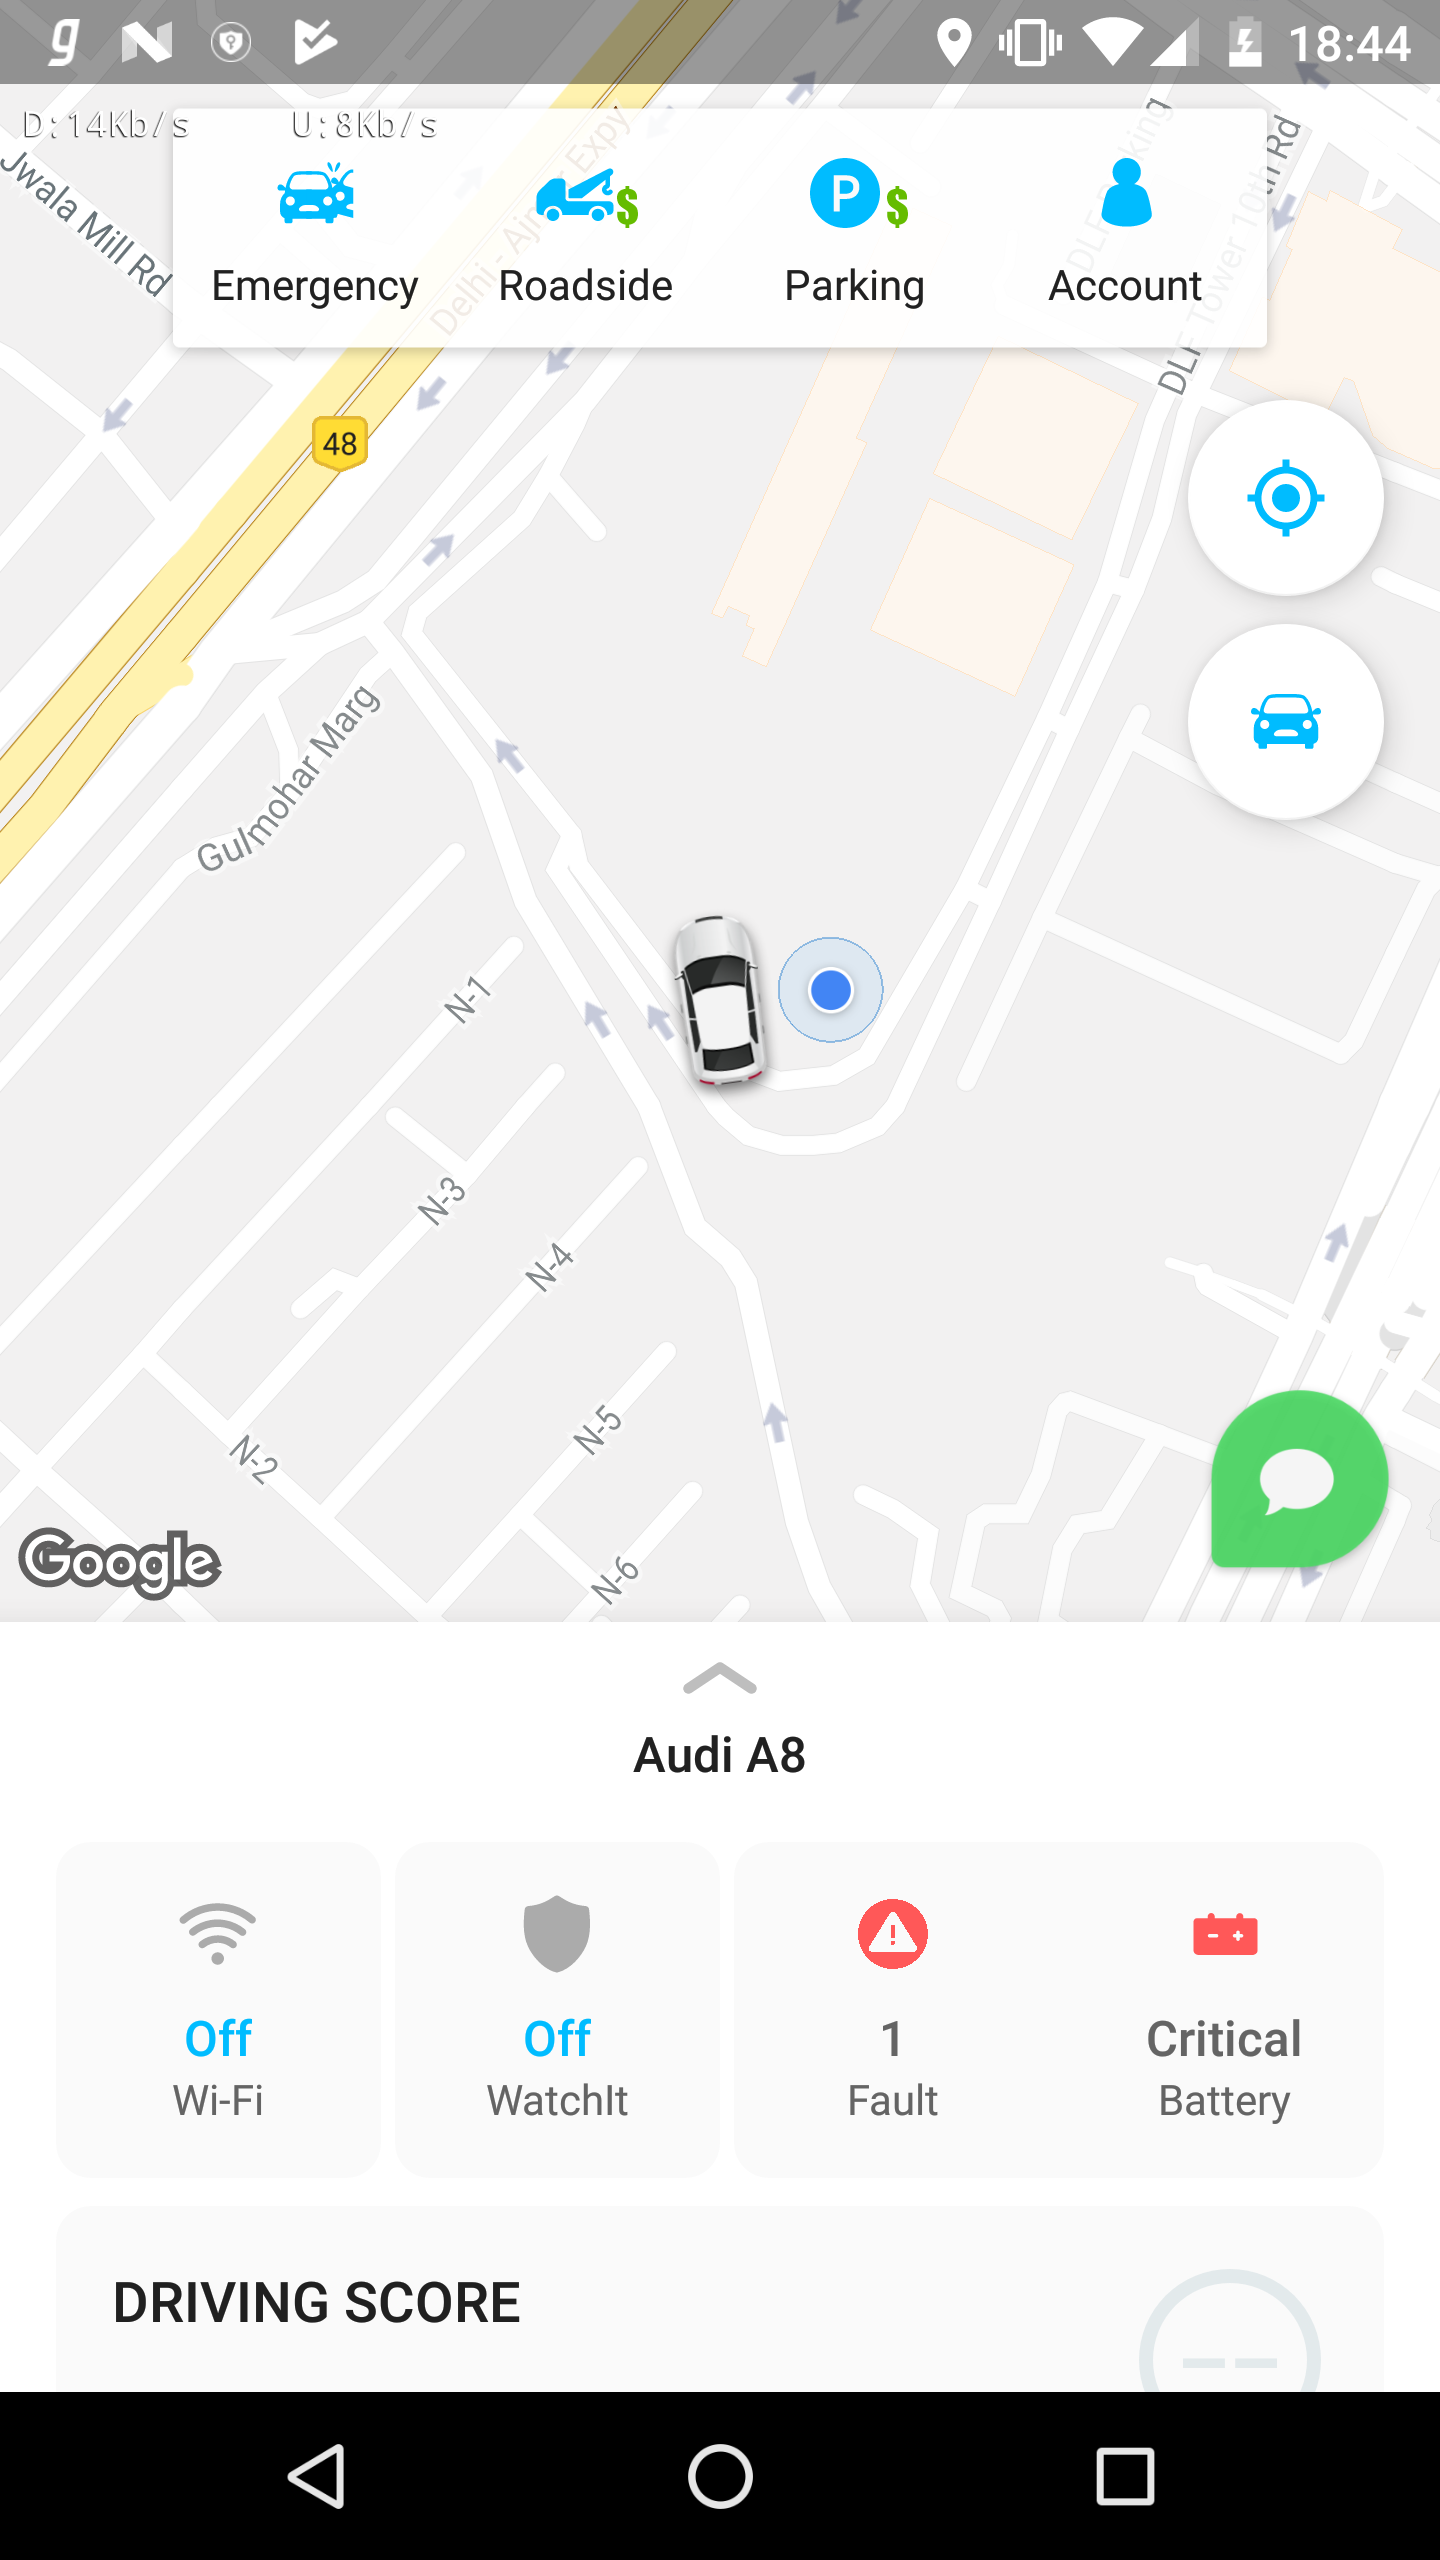 18:44
D:14Kb/s U:8Kb/s
Emergency
Roadside
Parking
Account
P
$
$
Jwala Mill Rd
Delhi - Ajmer Expy
DLF Tower 10th Rd
48
Gulmohar Marg
N-1
N-3
N-4
N-5
N-2
N-6
Google
Audi A8
Off
Wi-Fi
Off
WatchIt
1
Fault
Critical
Battery
DRIVING SCORE
--